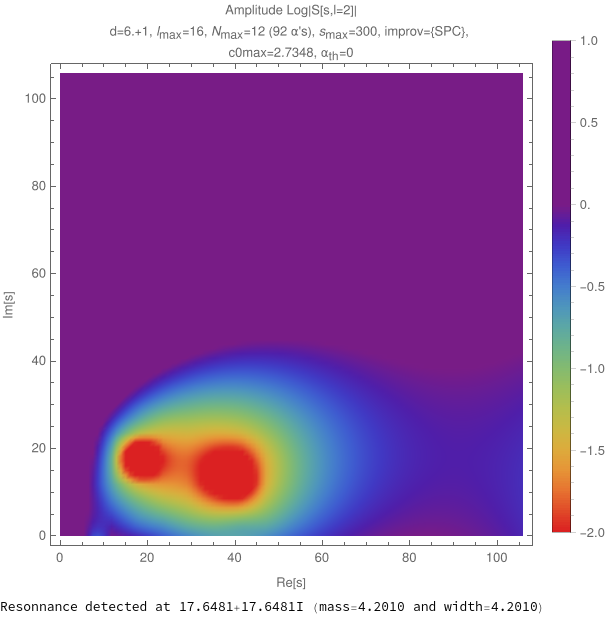 Amplitude Log|S[s,l=2]|
d=6.+1, lmax=16, Nmax=12 (92 α's), smax=300, improv={SPC},
c0max=2.7348, αth=0
Im[s]
100
80
60
40
20
0
0 20 40 60 80 100
Re[s]
1.0
0.5
0.
−0.5
−1.0
−1.5
−2.0
Resonnance detected at 17.6481+17.6481I (mass=4.2010 and width=4.2010)